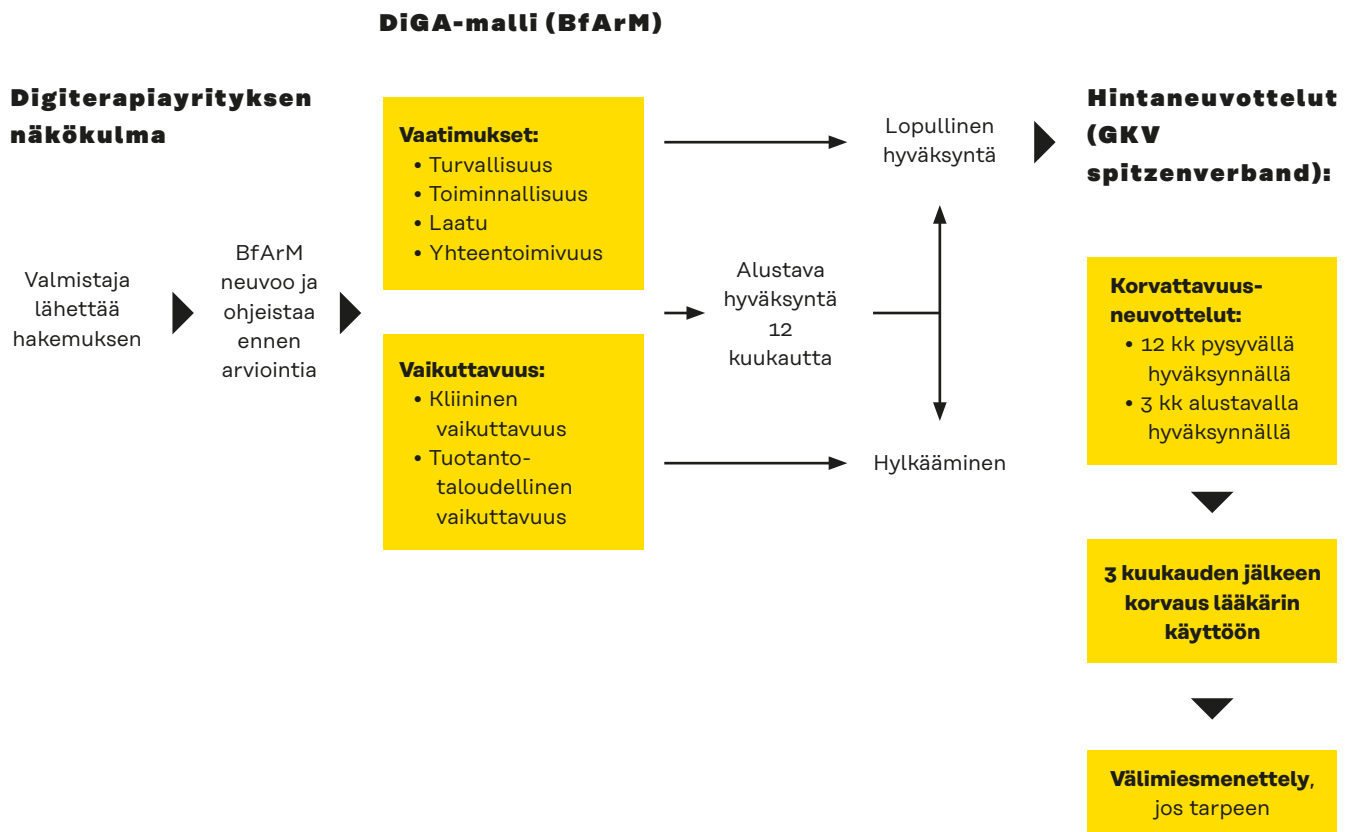 DiGA-malli (BfArM)
Digiterapiayrityksen
näkökulma
Valmistaja
lähettää
hakemuksen
BfArM
neuvoo ja
ohjeistaa
ennen
arviointia
Vaatimukset:
• Turvallisuus
• Toiminnallisuus
• Laatu
• Yhteentoimivuus
Vaikuttavuus:
• Kliininen
vaikuttavuus
• Tuotanto-
taloudellinen
vaikuttavuus
Alustava
hyväksyntä
12
kuukautta
Lopullinen
hyväksyntä
Hylkääminen
Hintaneuvottelut
(GKV
spitzenverband):
Korvattavuus-
neuvottelut:
• 12 kk pysyvällä
hyväksynnällä
• 3 kk alustavalla
hyväksynnällä
3 kuukauden jälkeen
korvaus lääkärin
käyttöön
Välimiesmenettely,
jos tarpeen